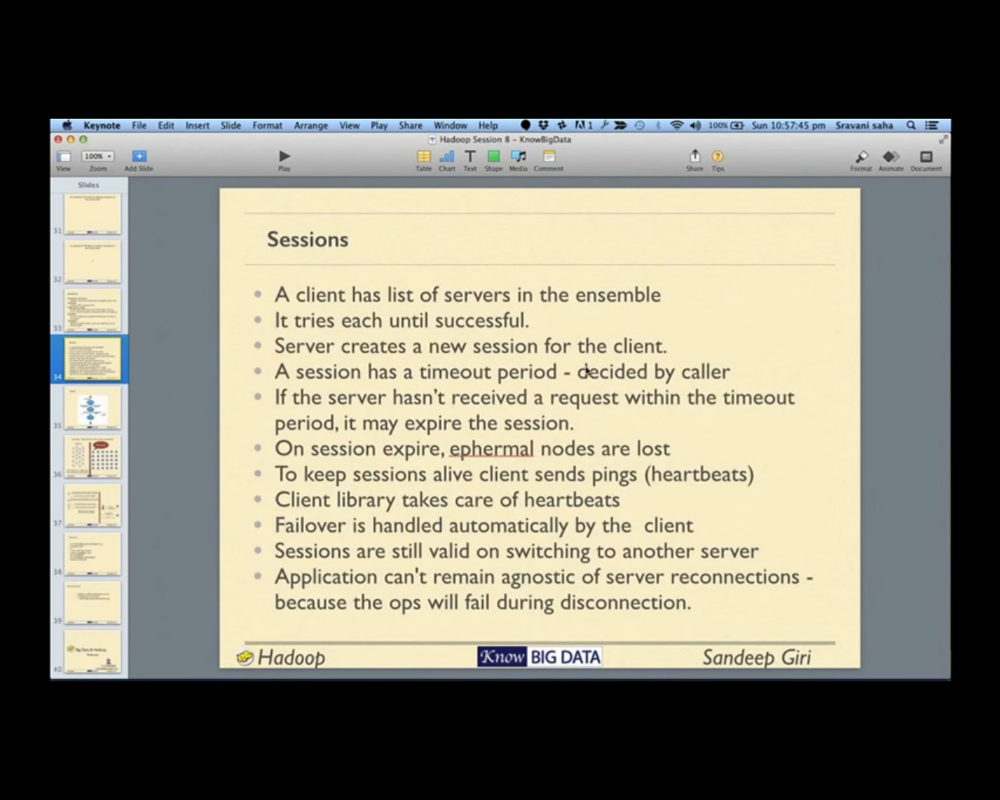 Keynote File Edit Insert Slide Format Arrange View Play Share Window Help 1 100% Sun 10:57:45 pm Sravani saha
Hadoop Session 8 - KnowBigData
100%
View Zoom Add Slide Play Table Chart Text Shape Media Comment Share Tips Format Animate Document
Slides
31
32
33
34
35
36
37
38
39
Big Data & Hadoop
40
Sessions
• A client has list of servers in the ensemble
• It tries each until successful.
• Server creates a new session for the client.
• A session has a timeout period - decided by caller
• If the server hasn’t received a request within the timeout
period, it may expire the session.
• On session expire, ephermal nodes are lost
• To keep sessions alive client sends pings (heartbeats)
• Client library takes care of heartbeats
• Failover is handled automatically by the client
• Sessions are still valid on switching to another server
• Application can't remain agnostic of server reconnections -
because the ops will fail during disconnection.
Hadoop Know BIG DATA Sandeep Giri